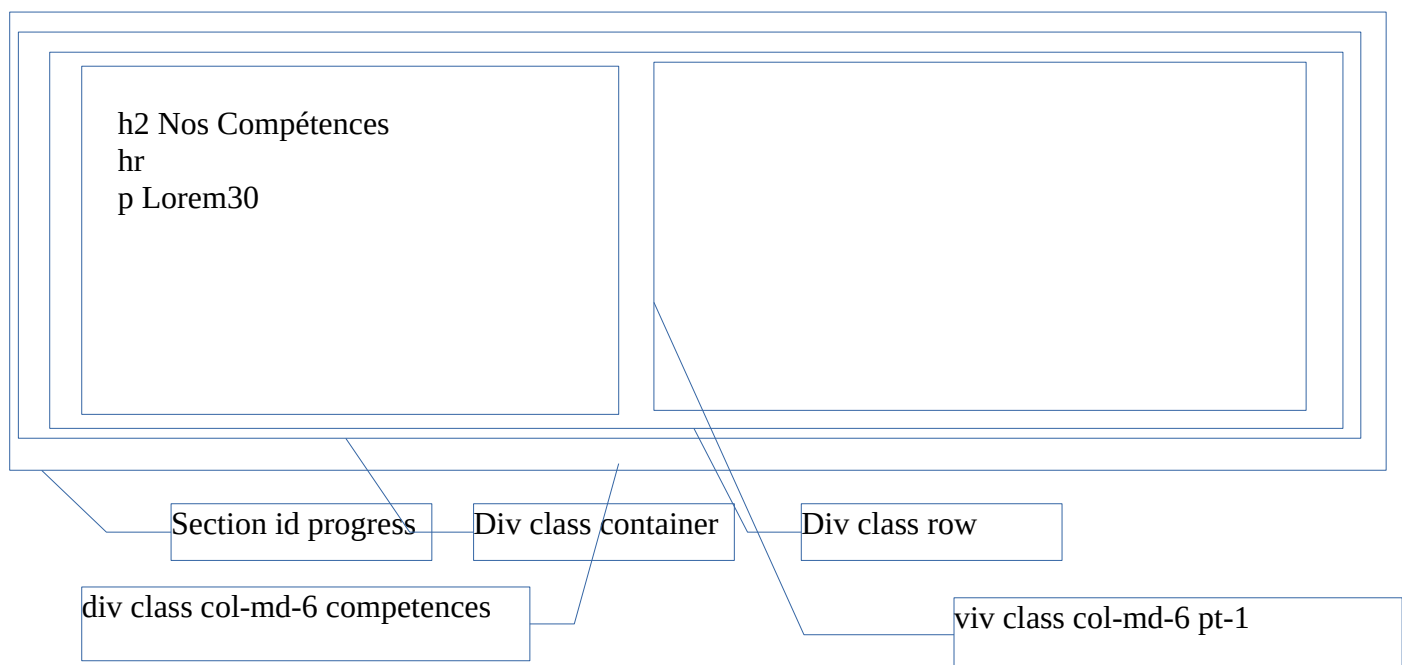 h2 Nos Compétences
hr
p Lorem30
Section id progress
Div class container
Div class row
div class col-md-6 competences
viv class col-md-6 pt-1